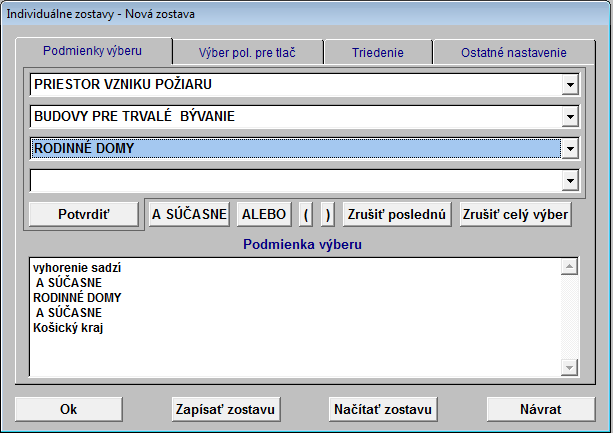 Individuálne zostavy - Nová zostava
Podmienky výberu
Výber pol. pre tlač
Triedenie
Ostatné nastavenie
PRIESTOR VZNIKU POŽIARU
BUDOVY PRE TRVALÉ  BÝVANIE
RODINNÉ DOMY
Potvrdiť
A SÚČASNE
ALEBO
(
)
Zrušiť poslednú
Zrušiť celý výber
Podmienka výberu
vyhorenie sadzí
A SÚČASNE
RODINNÉ DOMY
A SÚČASNE
Košický kraj
Ok
Zapísať zostavu
Načítať zostavu
Návrat